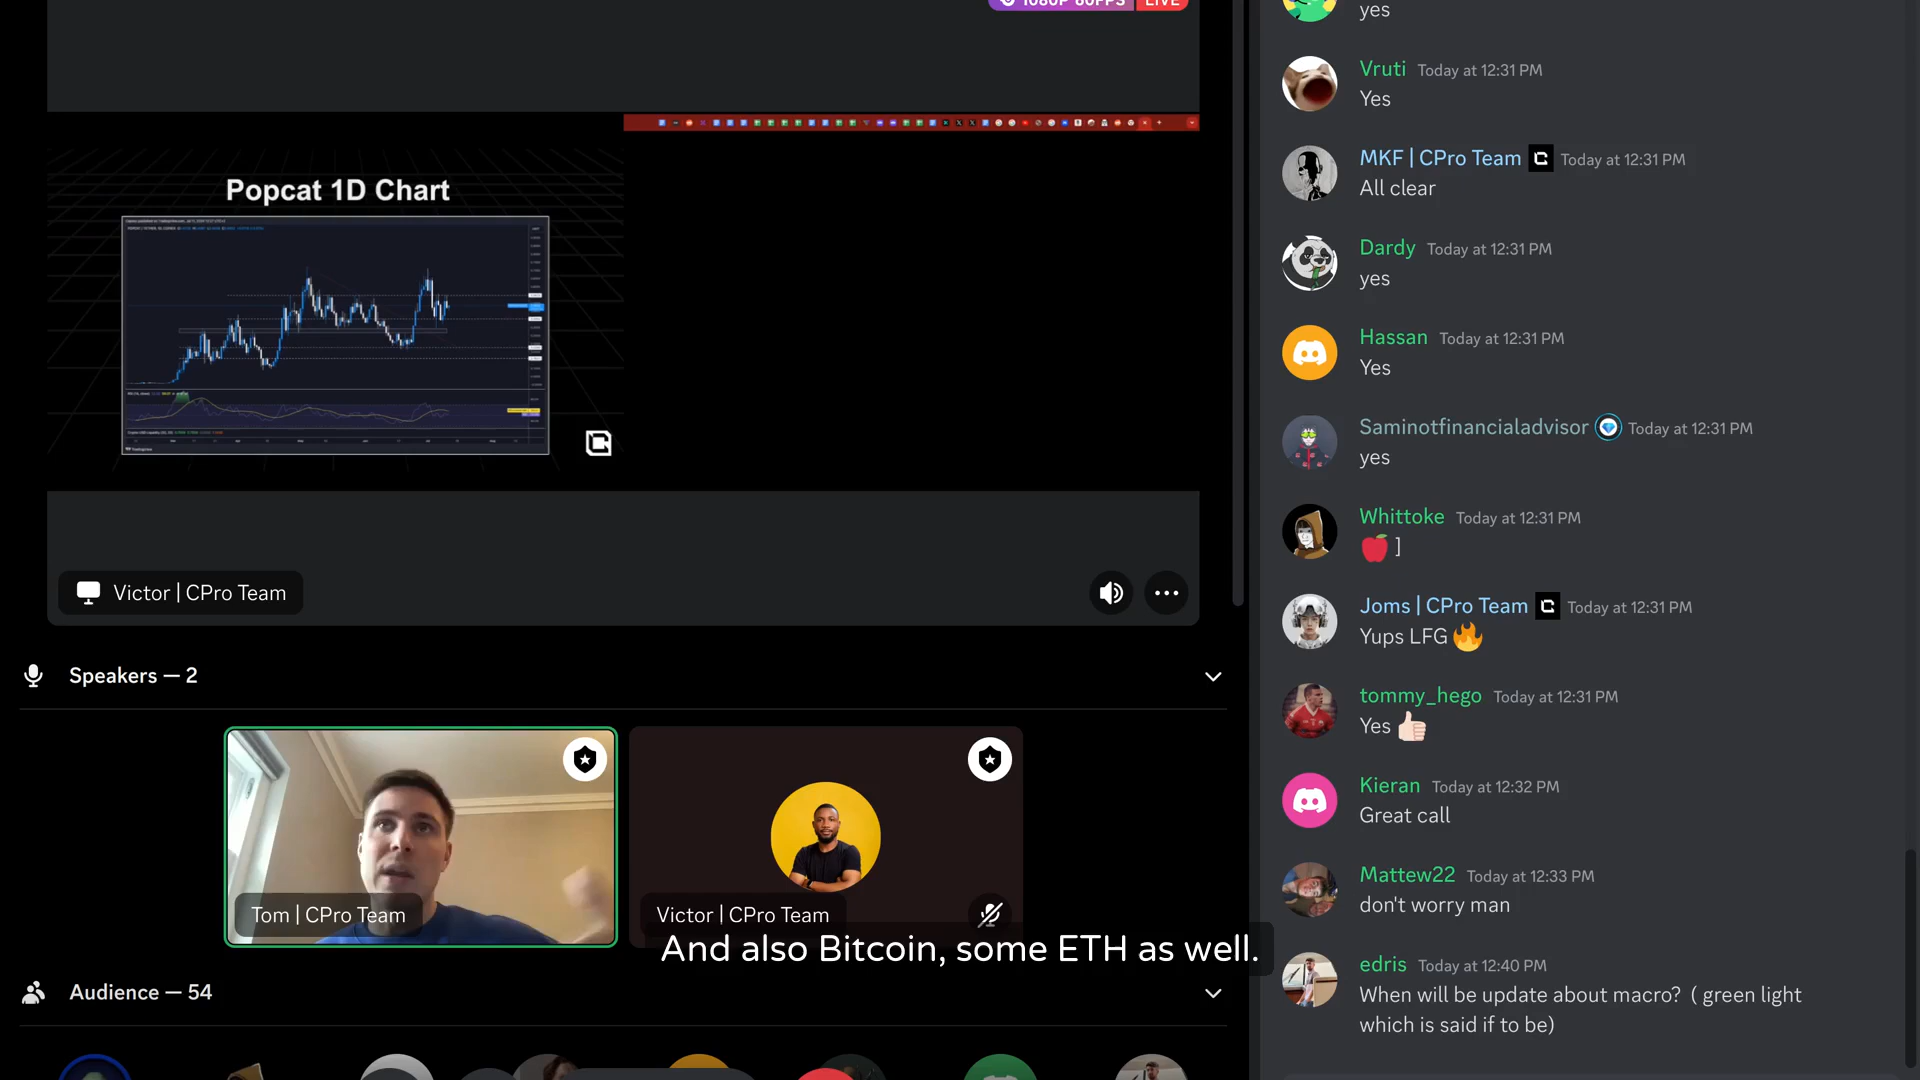 1080P 60FPS LIVE
Popcat 1D Chart
Victor | CPro Team
Speakers — 2
Tom | CPro Team
Victor | CPro Team
And also Bitcoin, some ETH as well.
Audience — 54
yes
Vruti Today at 12:31 PM
Yes
MKF | CPro Team Today at 12:31 PM
All clear
Dardy Today at 12:31 PM
yes
Hassan Today at 12:31 PM
Yes
Saminotfinancialadvisor Today at 12:31 PM
yes
Whittoke Today at 12:31 PM
🍎 ]
Joms | CPro Team Today at 12:31 PM
Yups LFG 🔥
tommy_hego Today at 12:31 PM
Yes 👍🏻
Kieran Today at 12:32 PM
Great call
Mattew22 Today at 12:33 PM
don't worry man
edris Today at 12:40 PM
When will be update about macro? ( green light
which is said if to be)